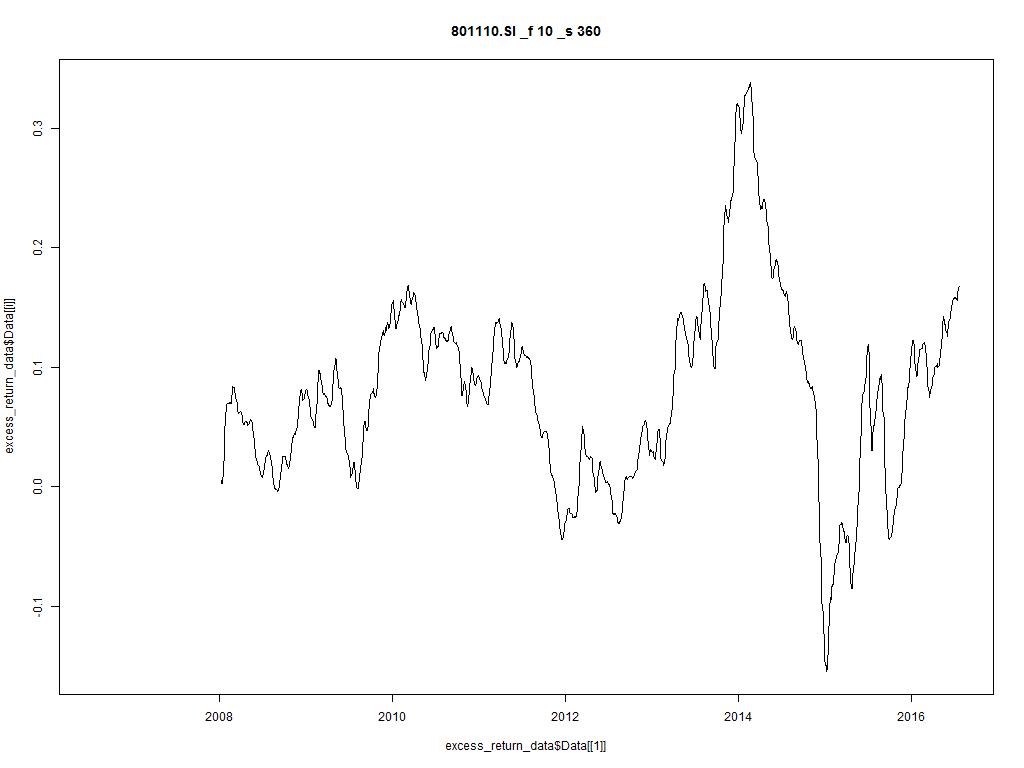 801110.SI _f 10 _s 360
excess_return_data$Data[[i]]
0.3
0.2
0.1
0.0
-0.1
2008 2010 2012 2014 2016
excess_return_data$Data[[1]]